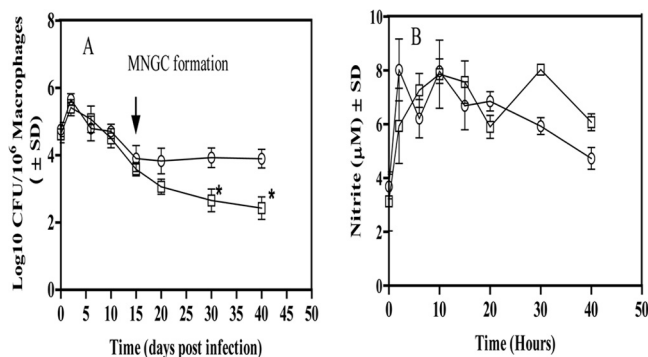 A
MNGC formation
Log10 CFU/10⁶ Macrophages
(± SD)
8
6
4
2
0
*
*
0 5 10 15 20 25 30 35 40 45 50
Time (days post infection)
B
Nitrite (µM) ± SD
10
8
6
4
2
0
0 10 20 30 40 50
Time (Hours)